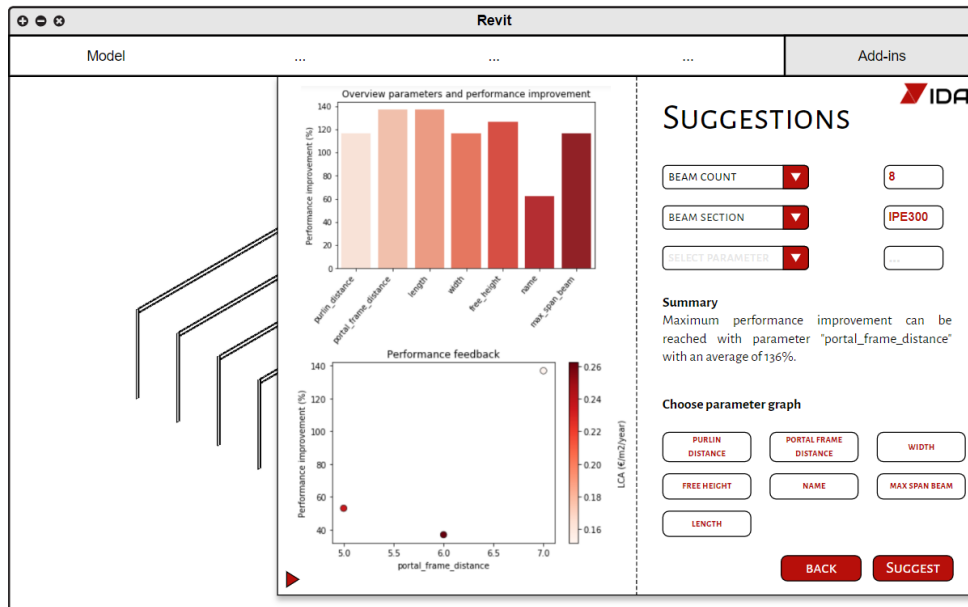 Revit
Model
...
...
...
Add-ins
Overview parameters and performance improvement
Performance improvement (%)
140
120
100
80
60
40
20
0
purlin_distance
portal_frame_distance
length
width
free_height
name
max_span_beam
Performance feedback
Performance improvement (%)
140
120
100
80
60
40
5.0
5.5
6.0
6.5
7.0
portal_frame_distance
0.26
0.24
0.22
0.20
0.18
0.16
LCA (€/m2/year)
IDA
SUGGESTIONS
BEAM COUNT
8
BEAM SECTION
IPE300
SELECT PARAMETER
...
Summary
Maximum performance improvement can be
reached with parameter "portal_frame_distance"
with an average of 136%.
Choose parameter graph
PURLIN
DISTANCE
PORTAL FRAME
DISTANCE
WIDTH
FREE HEIGHT
NAME
MAX SPAN BEAM
LENGTH
BACK
SUGGEST